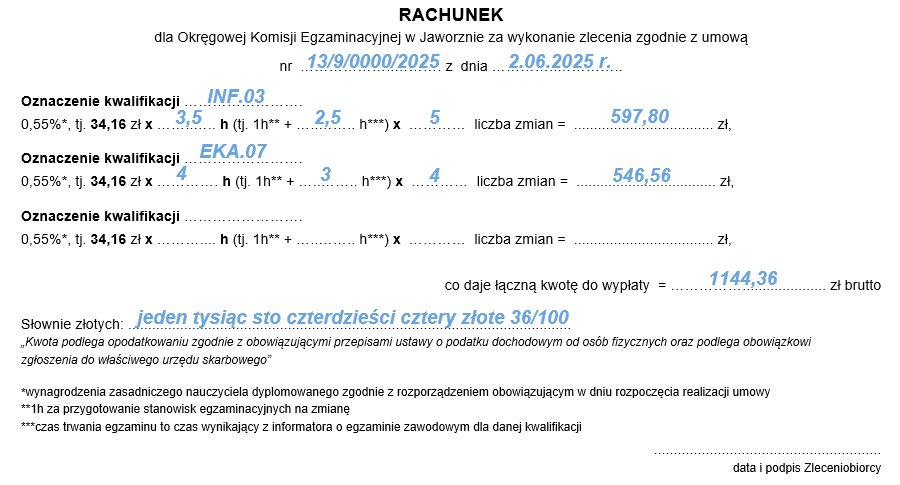 RACHUNEK
dla Okręgowej Komisji Egzaminacyjnej w Jaworznie za wykonanie zlecenia zgodnie z umową
nr 13/9/0000/2025 z dnia 2.06.2025 r.
Oznaczenie kwalifikacji INF.03
0,55%*, tj. 34,16 zł x 3,5 h (tj. 1h** + 2,5 h***) x 5 liczba zmian = 597,80 zł,
Oznaczenie kwalifikacji EKA.07
0,55%*, tj. 34,16 zł x 4 h (tj. 1h** + 3 h***) x 4 liczba zmian = 546,56 zł,
Oznaczenie kwalifikacji ……………………..
0,55%*, tj. 34,16 zł x ………….. h (tj. 1h** + ………….. h***) x ………… liczba zmian = ................................... zł,
co daje łączną kwotę do wypłaty = 1144,36 zł brutto
Słownie złotych: jeden tysiąc sto czterdzieści cztery złote 36/100
„Kwota podlega opodatkowaniu zgodnie z obowiązującymi przepisami ustawy o podatku dochodowym od osób fizycznych oraz podlega obowiązkowi
zgłoszenia do właściwego urzędu skarbowego”
*wynagrodzenia zasadniczego nauczyciela dyplomowanego zgodnie z rozporządzeniem obowiązującym w dniu rozpoczęcia realizacji umowy
**1h za przygotowanie stanowisk egzaminacyjnych na zmianę
***czas trwania egzaminu to czas wynikający z informatora o egzaminie zawodowym dla danej kwalifikacji
data i podpis Zleceniobiorcy